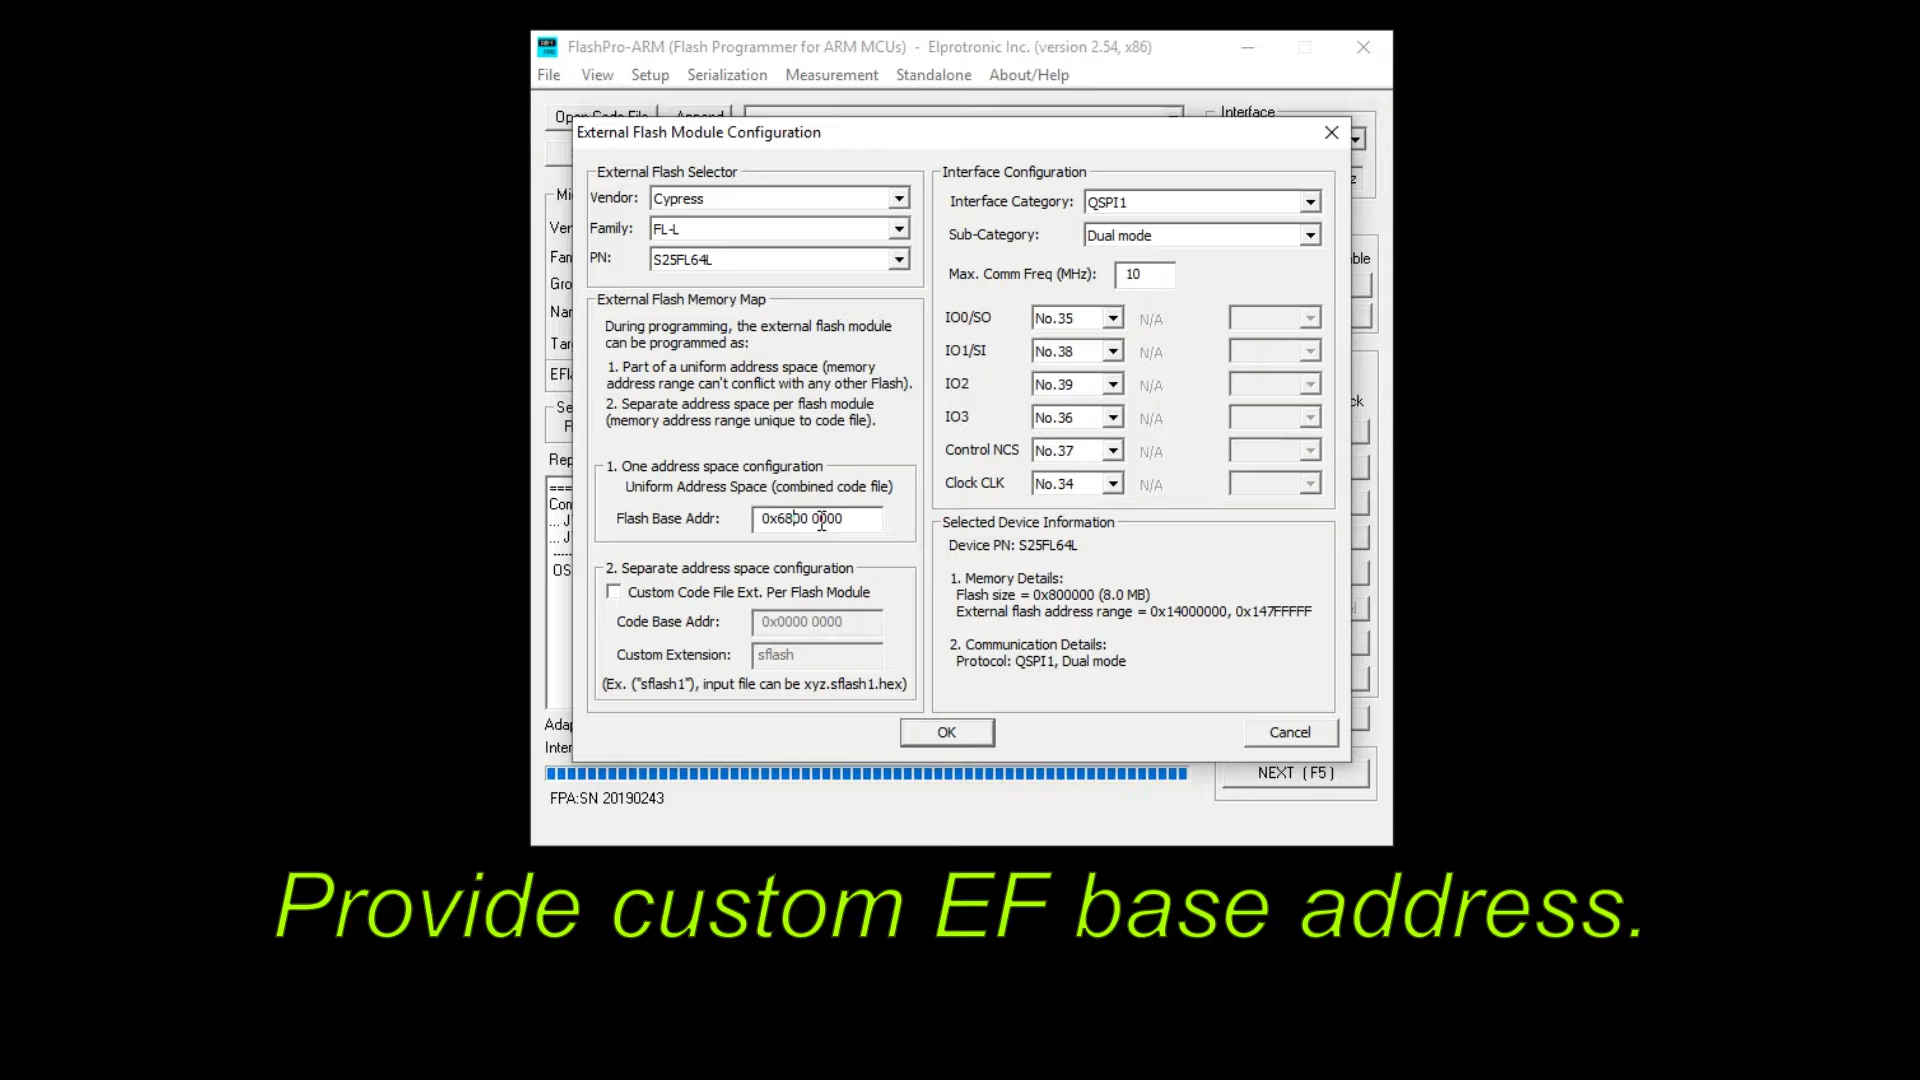 FlashPro-ARM (Flash Programmer for ARM MCUs) - Elprotronic Inc. (version 2.54, x86)
File View Setup Serialization Measurement Standalone About/Help
Open Code File Append Interface
External Flash Module Configuration
External Flash Selector
Vendor: Cypress
Family: FL-L
PN: S25FL64L
External Flash Memory Map
During programming, the external flash module
can be programmed as:
1. Part of a uniform address space (memory
address range can't conflict with any other Flash).
2. Separate address space per flash module
(memory address range unique to code file).
1. One address space configuration
Uniform Address Space (combined code file)
Flash Base Addr: 0x6800 0000
2. Separate address space configuration
Custom Code File Ext. Per Flash Module
Code Base Addr: 0x0000 0000
Custom Extension: sflash
(Ex. ("sflash1"), input file can be xyz.sflash1.hex)
Interface Configuration
Interface Category: QSPI1
Sub-Category: Dual mode
Max. Comm Freq (MHz): 10
IO0/SO No.35 N/A
IO1/SI No.38 N/A
IO2 No.39 N/A
IO3 No.36 N/A
Control NCS No.37 N/A
Clock CLK No.34 N/A
Selected Device Information
Device PN: S25FL64L
1. Memory Details:
Flash size = 0x800000 (8.0 MB)
External flash address range = 0x14000000, 0x147FFFFF
2. Communication Details:
Protocol: QSPI1, Dual mode
OK Cancel
NEXT (F5)
FPA:SN 20190243
Provide custom EF base address.